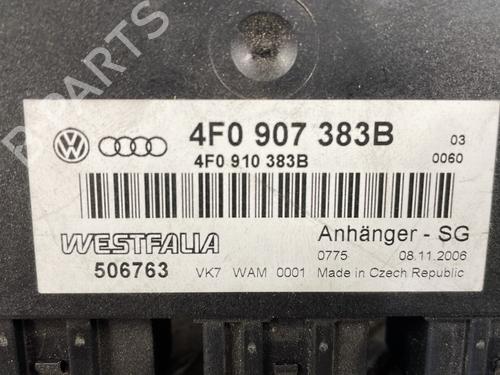 4F0 907 383B 03
4F0 910 383B 0060
WESTFALIA Anhänger - SG
506763 0775 08.11.2006
VK7 WAM 0001 Made in Czech Republic